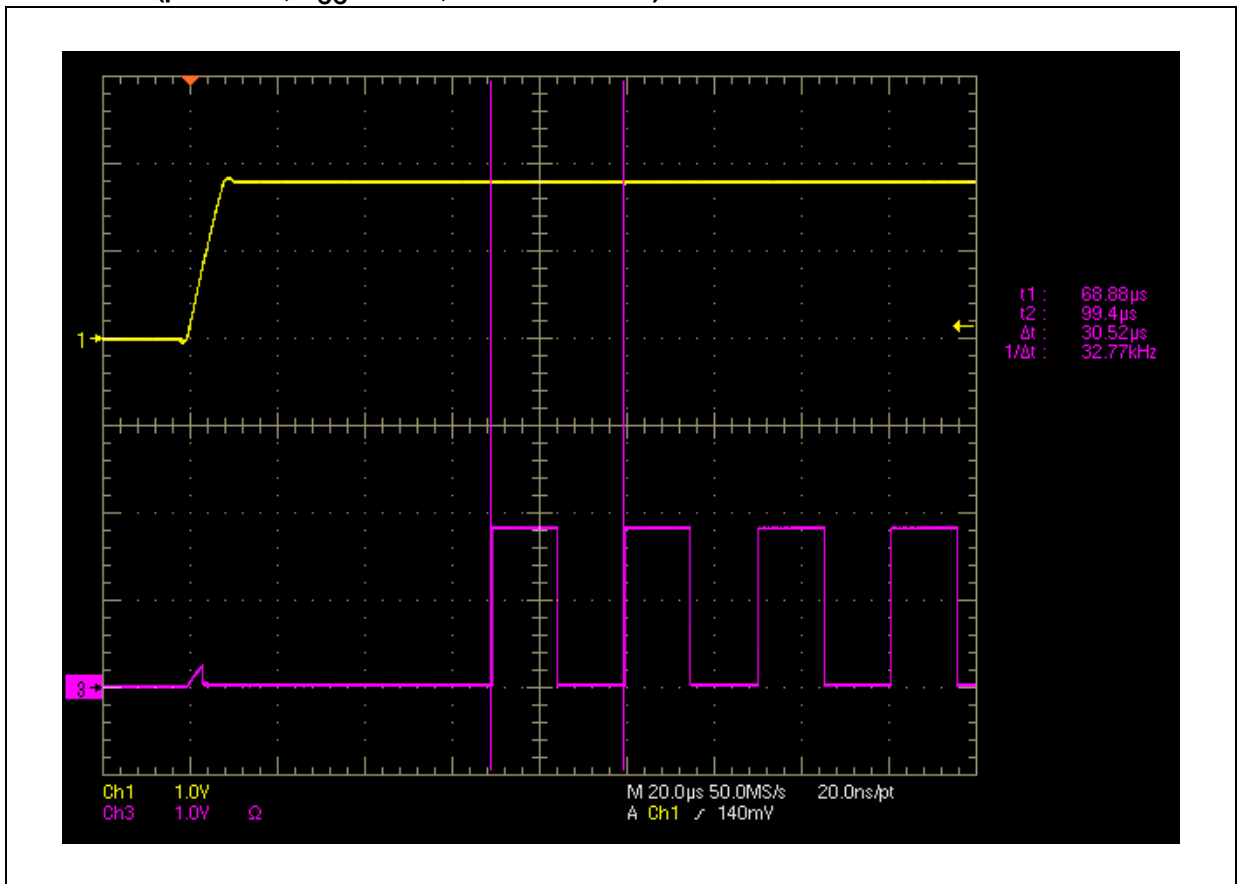 1
t1 : 68.88µs
t2 : 99.4µs
Δt : 30.52µs
1/Δt : 32.77kHz
3
Ch1 1.0V
Ch3 1.0V Ω
M 20.0µs 50.0MS/s 20.0ns/pt
A Ch1 140mV